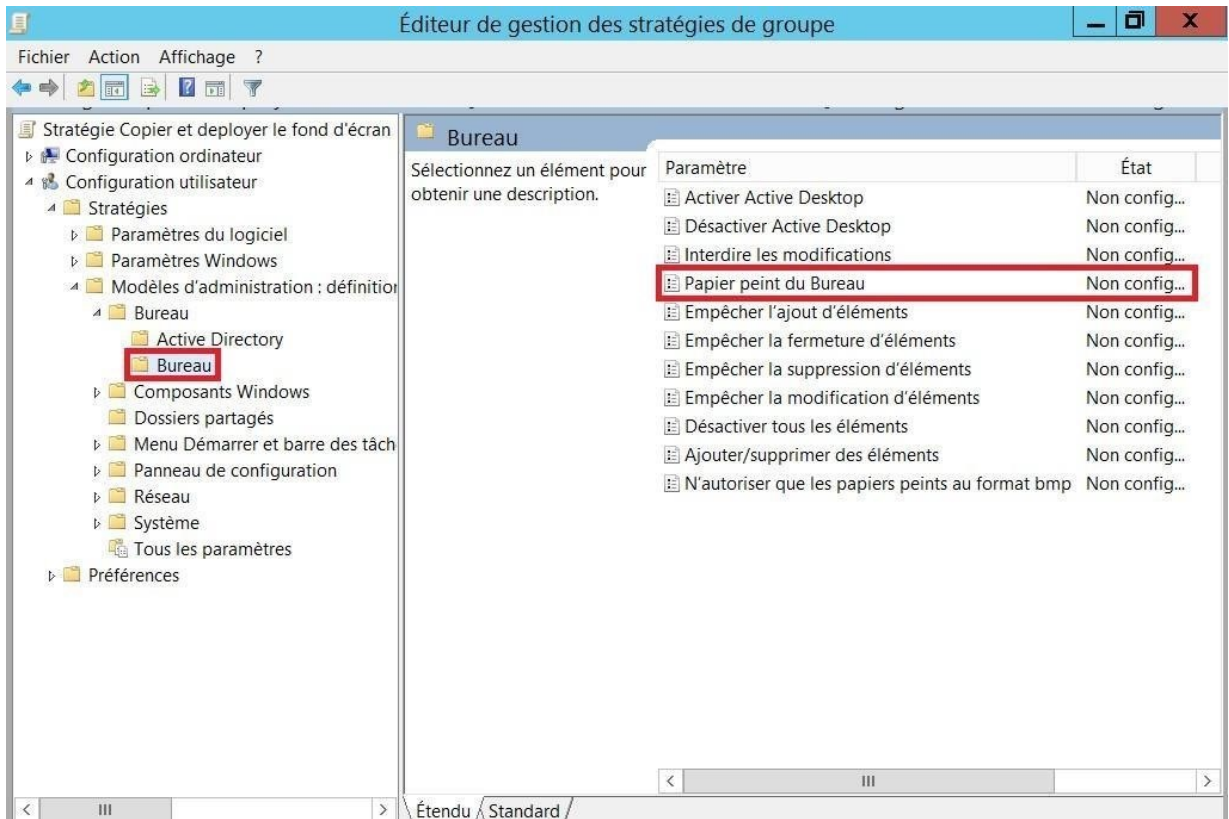 Éditeur de gestion des stratégies de groupe
Fichier Action Affichage ?
Stratégie Copier et deployer le fond d'écran
Configuration ordinateur
Configuration utilisateur
Stratégies
Paramètres du logiciel
Paramètres Windows
Modèles d'administration : définition
Bureau
Active Directory
Bureau
Composants Windows
Dossiers partagés
Menu Démarrer et barre des tâch
Panneau de configuration
Réseau
Système
Tous les paramètres
Préférences
Bureau
Sélectionnez un élément pour
obtenir une description.
Paramètre État
Activer Active Desktop Non config...
Désactiver Active Desktop Non config...
Interdire les modifications Non config...
Papier peint du Bureau Non config...
Empêcher l'ajout d'éléments Non config...
Empêcher la fermeture d'éléments Non config...
Empêcher la suppression d'éléments Non config...
Empêcher la modification d'éléments Non config...
Désactiver tous les éléments Non config...
Ajouter/supprimer des éléments Non config...
N'autoriser que les papiers peints au format bmp Non config...
Étendu Standard